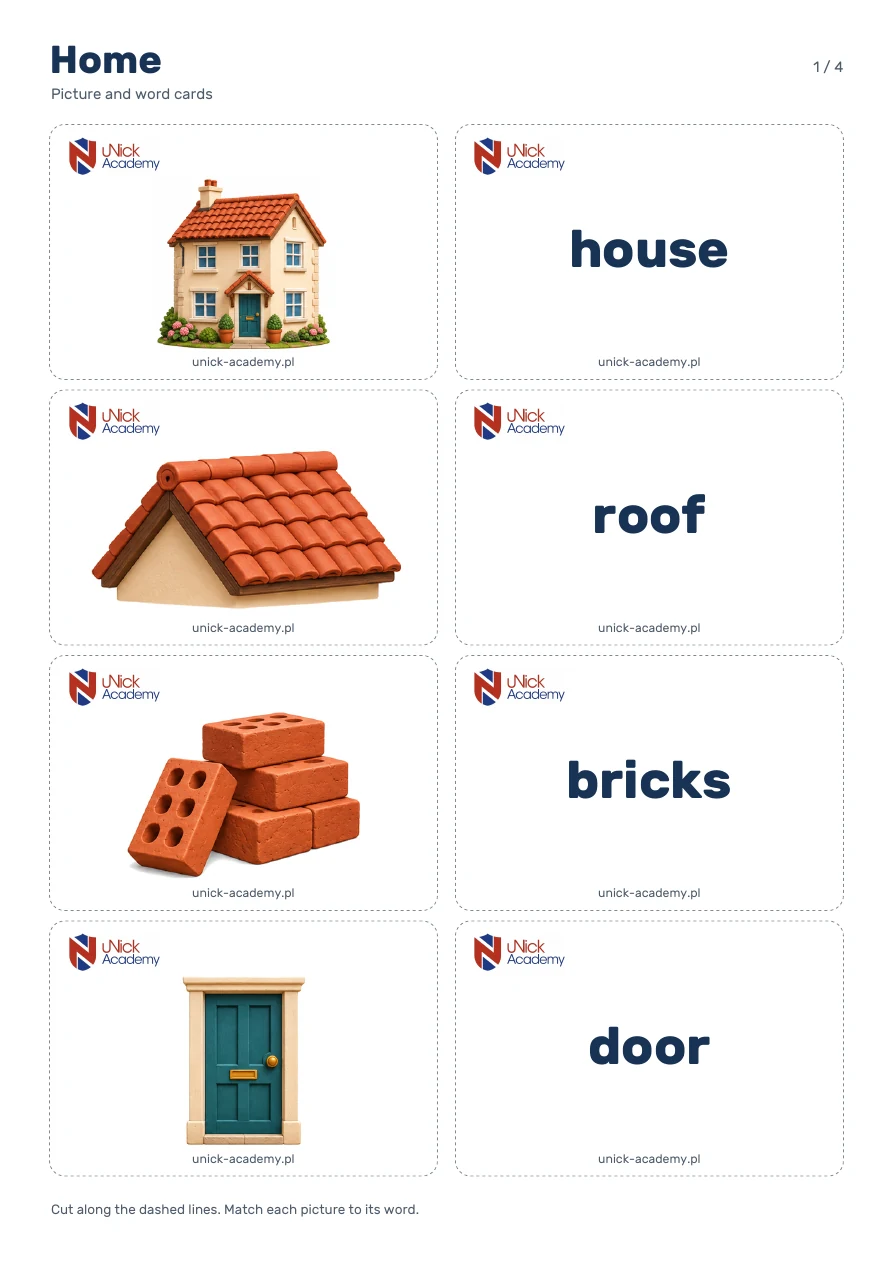 Home
1 / 4
Picture and word cards
uNick
Academy
unick-academy.pl
uNick
Academy
house
unick-academy.pl
uNick
Academy
unick-academy.pl
uNick
Academy
roof
unick-academy.pl
uNick
Academy
unick-academy.pl
uNick
Academy
bricks
unick-academy.pl
uNick
Academy
unick-academy.pl
uNick
Academy
door
unick-academy.pl
Cut along the dashed lines. Match each picture to its word.